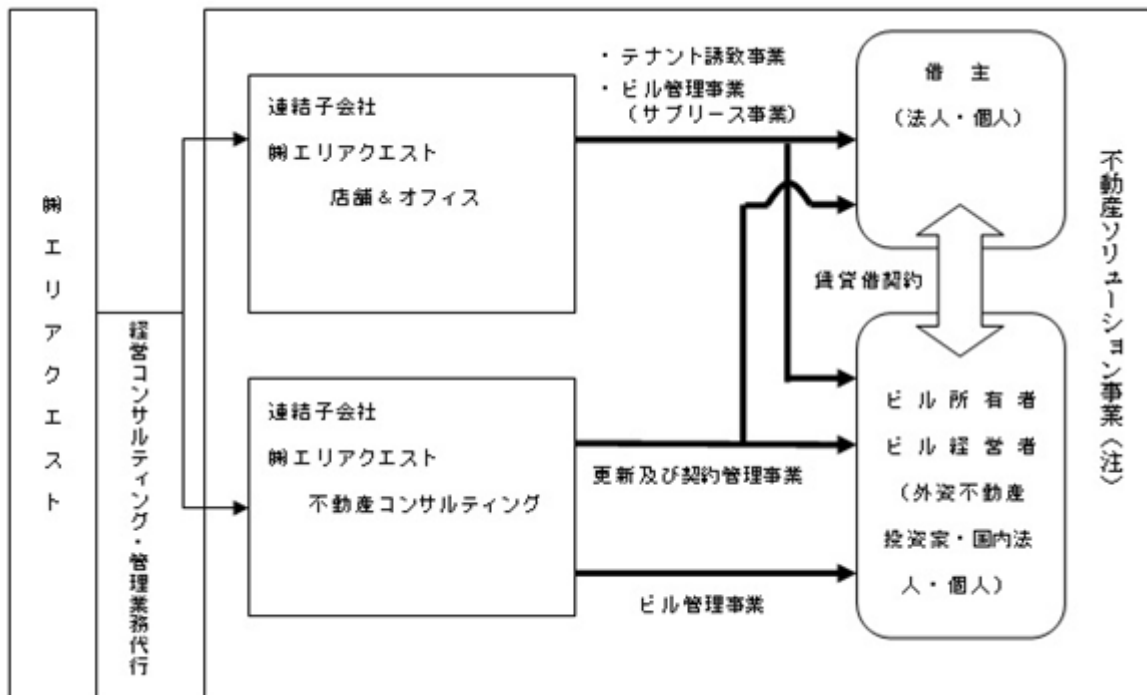 ㈱エリアクエスト
経営コンサルティング・管理業務代行
連結子会社
㈱エリアクエスト
店舗＆オフィス
連結子会社
㈱エリアクエスト
不動産コンサルティング
・ テナント誘致事業
・ ビル管理事業
（サブリース事業）
更新及び契約管理事業
ビル管理事業
借　主
（法人・個人）
賃貸借契約
ビル所有者
ビル経営者
（外資不動産
投資家・国内法
人・個人）
不動産ソリューション事業〈注〉